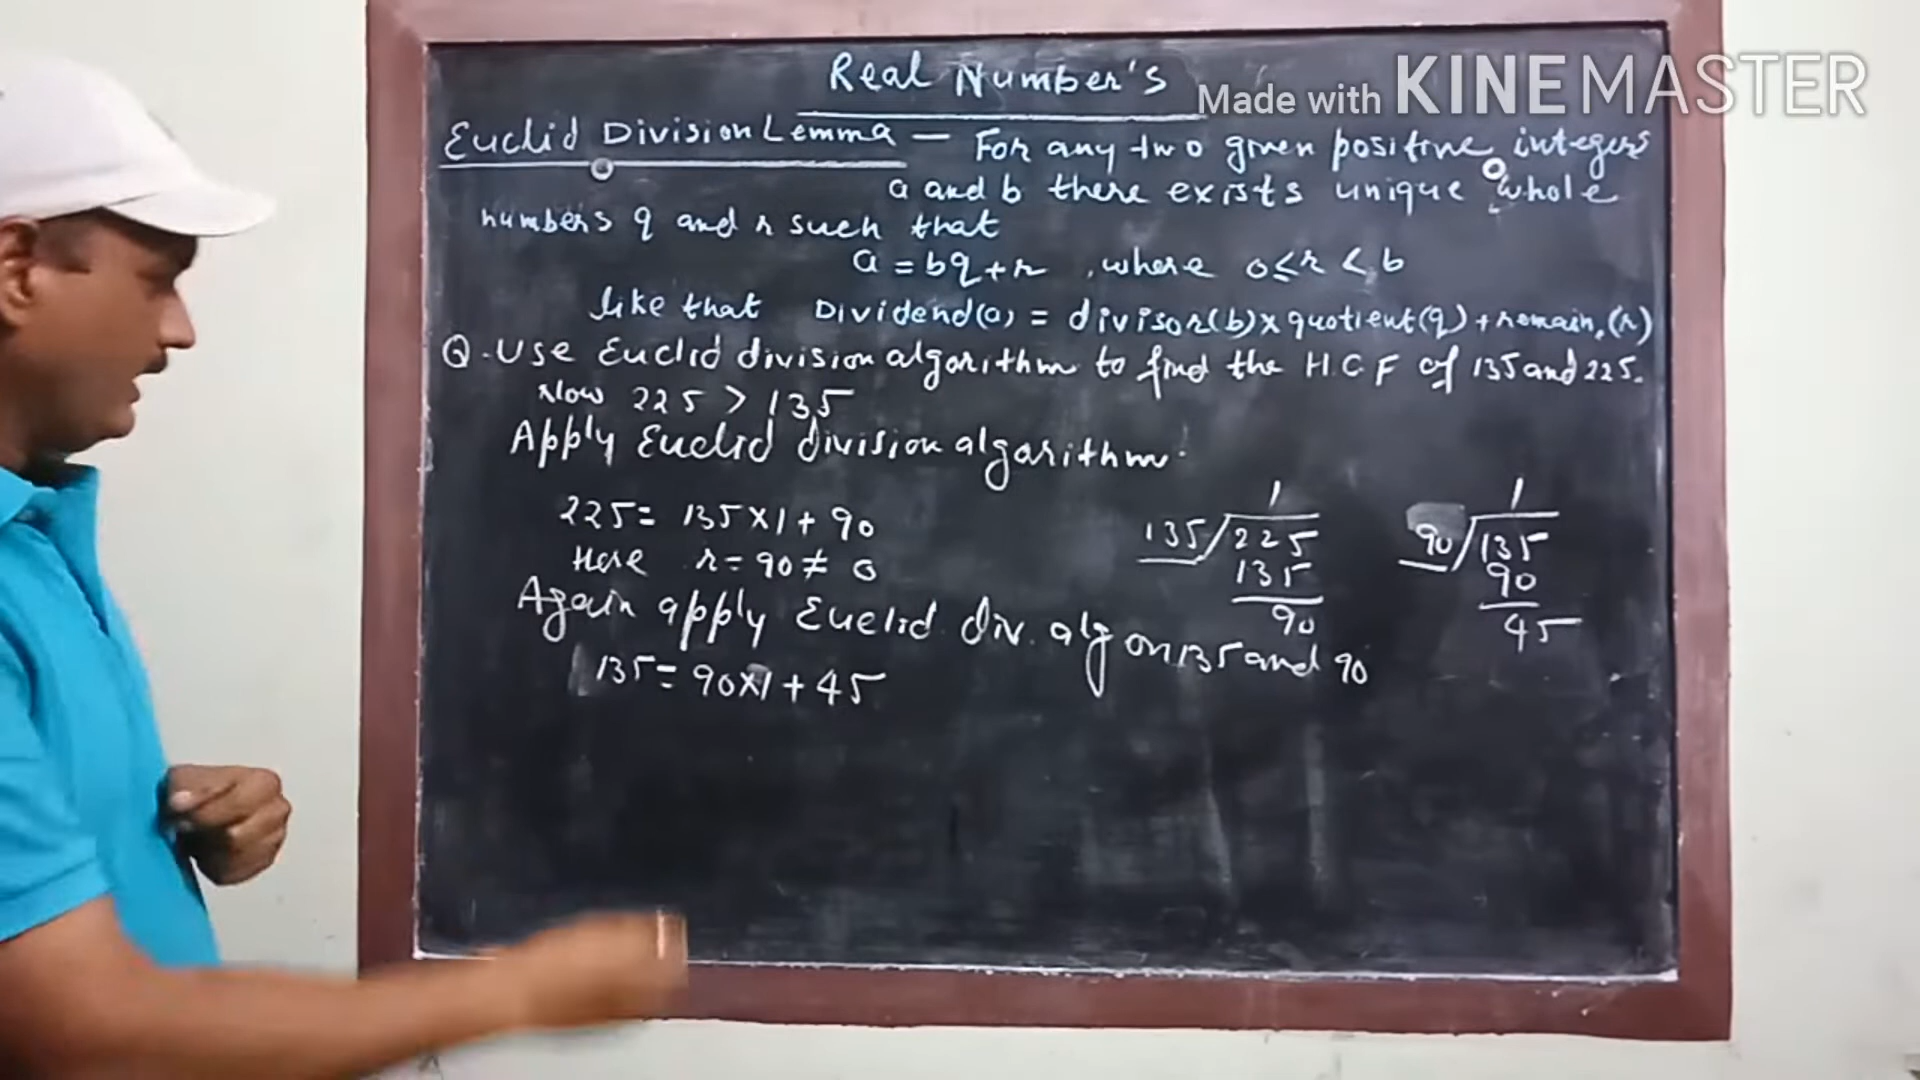 Real Number's
Made with KINEMASTER
Euclid Division Lemma — For any two given positive integers
a and b there exists unique whole
numbers q and r such that
a = bq + r , where 0 ≤ r < b
like that Dividend(a) = divisor(b) x quotient(q) + remain.(r)
Q. Use Euclid division algorithm to find the H.C.F of 135 and 225.
Now 225 > 135
Apply Euclid division algorithm.
225 = 135 x 1 + 90
Here r = 90 ≠ 0
Again apply Euclid div. alg on 135 and 90
135 = 90 x 1 + 45
1
135 225
135
90
1
90 135
90
45